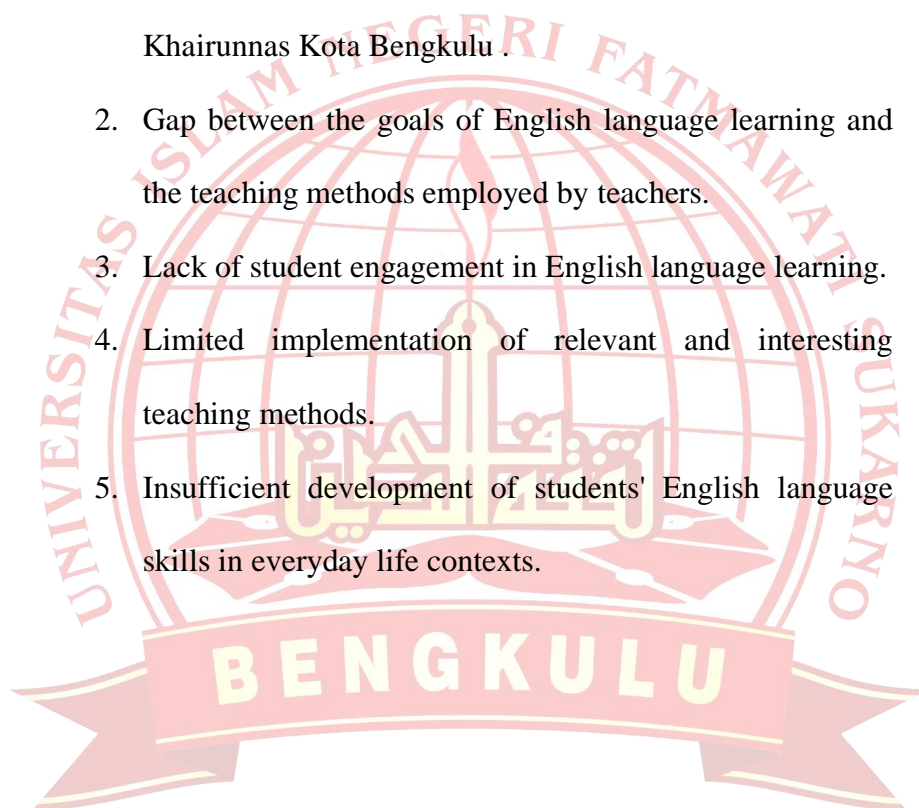 Khairunnas Kota Bengkulu .
2. Gap between the goals of English language learning and
the teaching methods employed by teachers.
3. Lack of student engagement in English language learning.
4. Limited implementation of relevant and interesting
teaching methods.
5. Insufficient development of students' English language
skills in everyday life contexts.
UNIVERSITAS ISLAM NEGERI FATMAWATI SUKARNO
BENGKULU